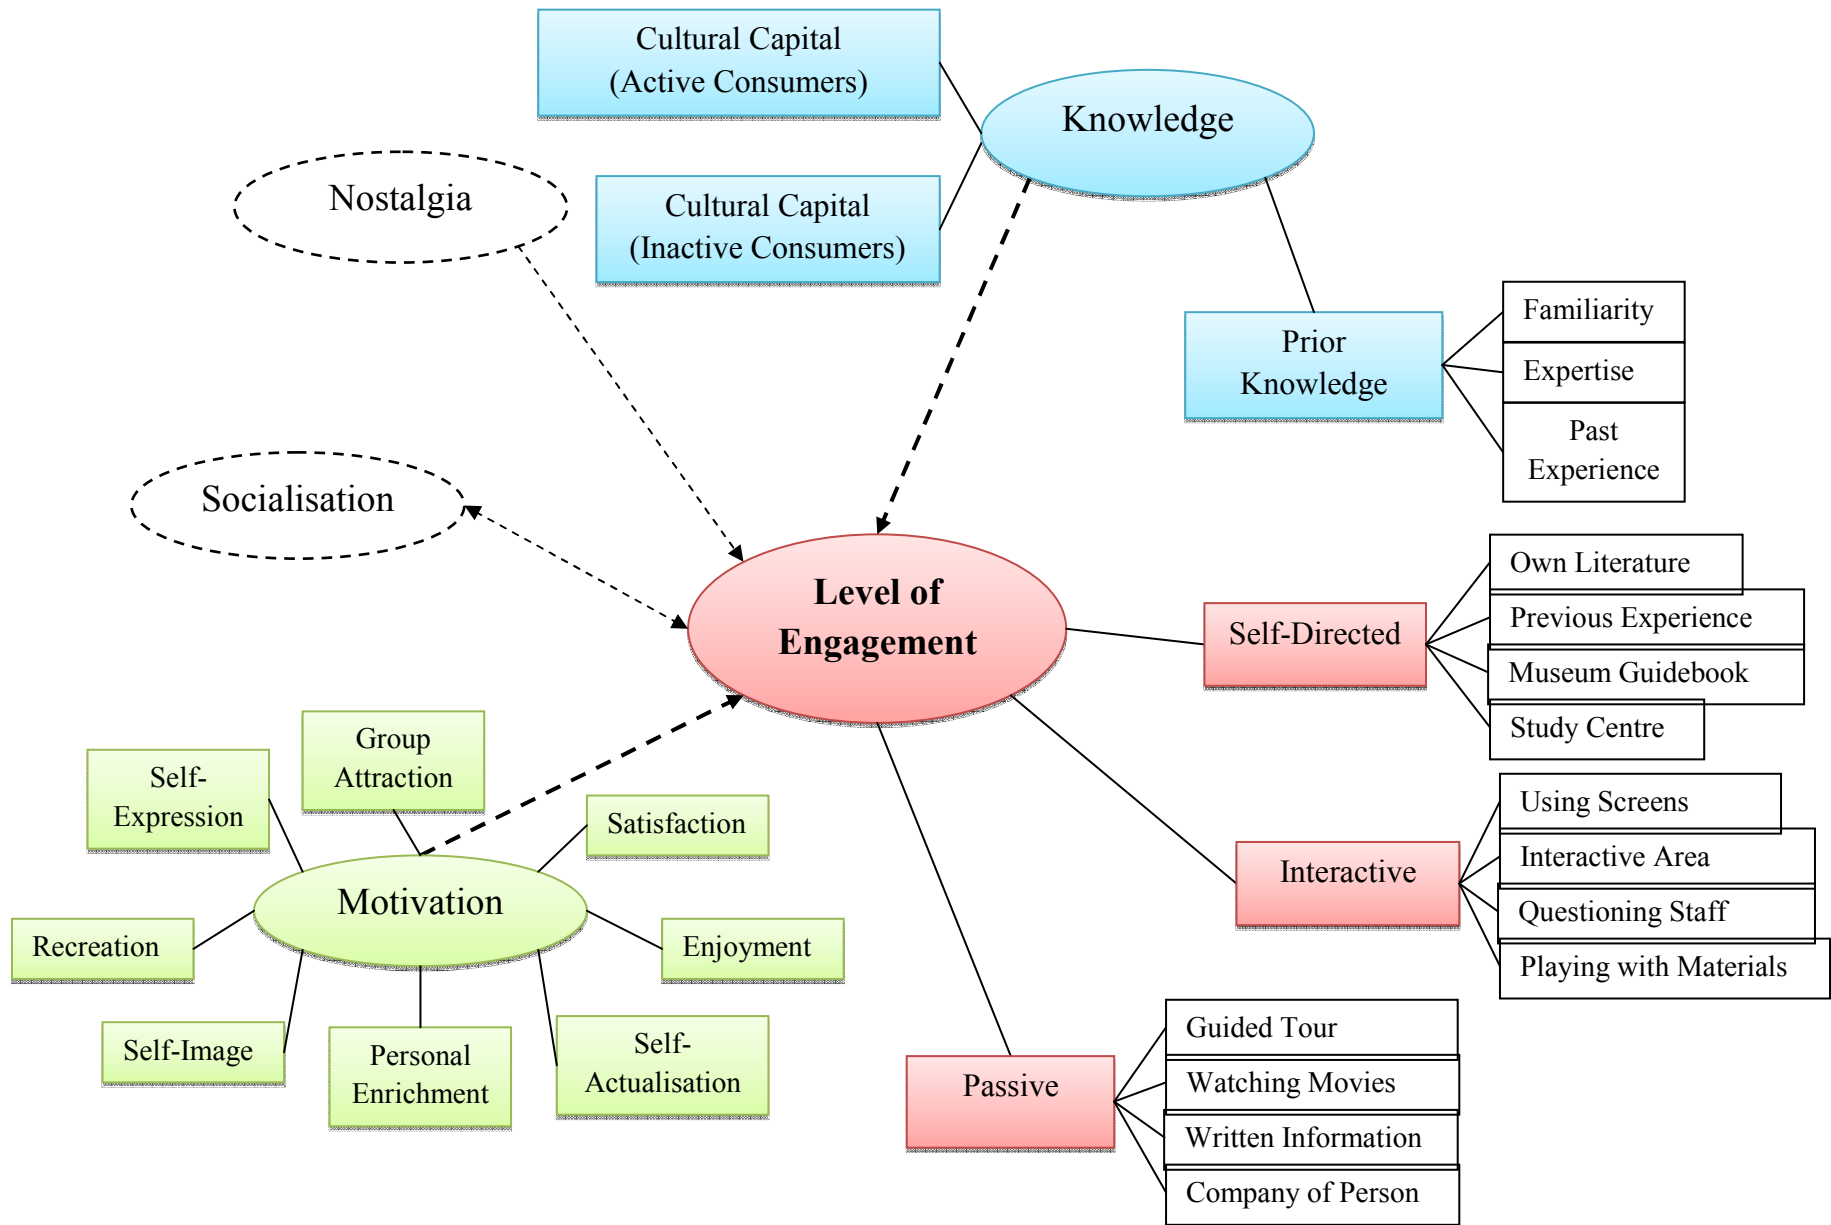 Cultural Capital
(Active Consumers)
Knowledge
Nostalgia
Cultural Capital
(Inactive Consumers)
Familiarity
Prior
Knowledge
Expertise
Past
Experience
Socialisation
Level of
Engagement
Own Literature
Self-Directed
Previous Experience
Museum Guidebook
Study Centre
Group
Attraction
Self-
Expression
Satisfaction
Motivation
Recreation
Enjoyment
Self-Image
Personal
Enrichment
Self-
Actualisation
Using Screens
Interactive
Interactive Area
Questioning Staff
Playing with Materials
Guided Tour
Passive
Watching Movies
Written Information
Company of Person